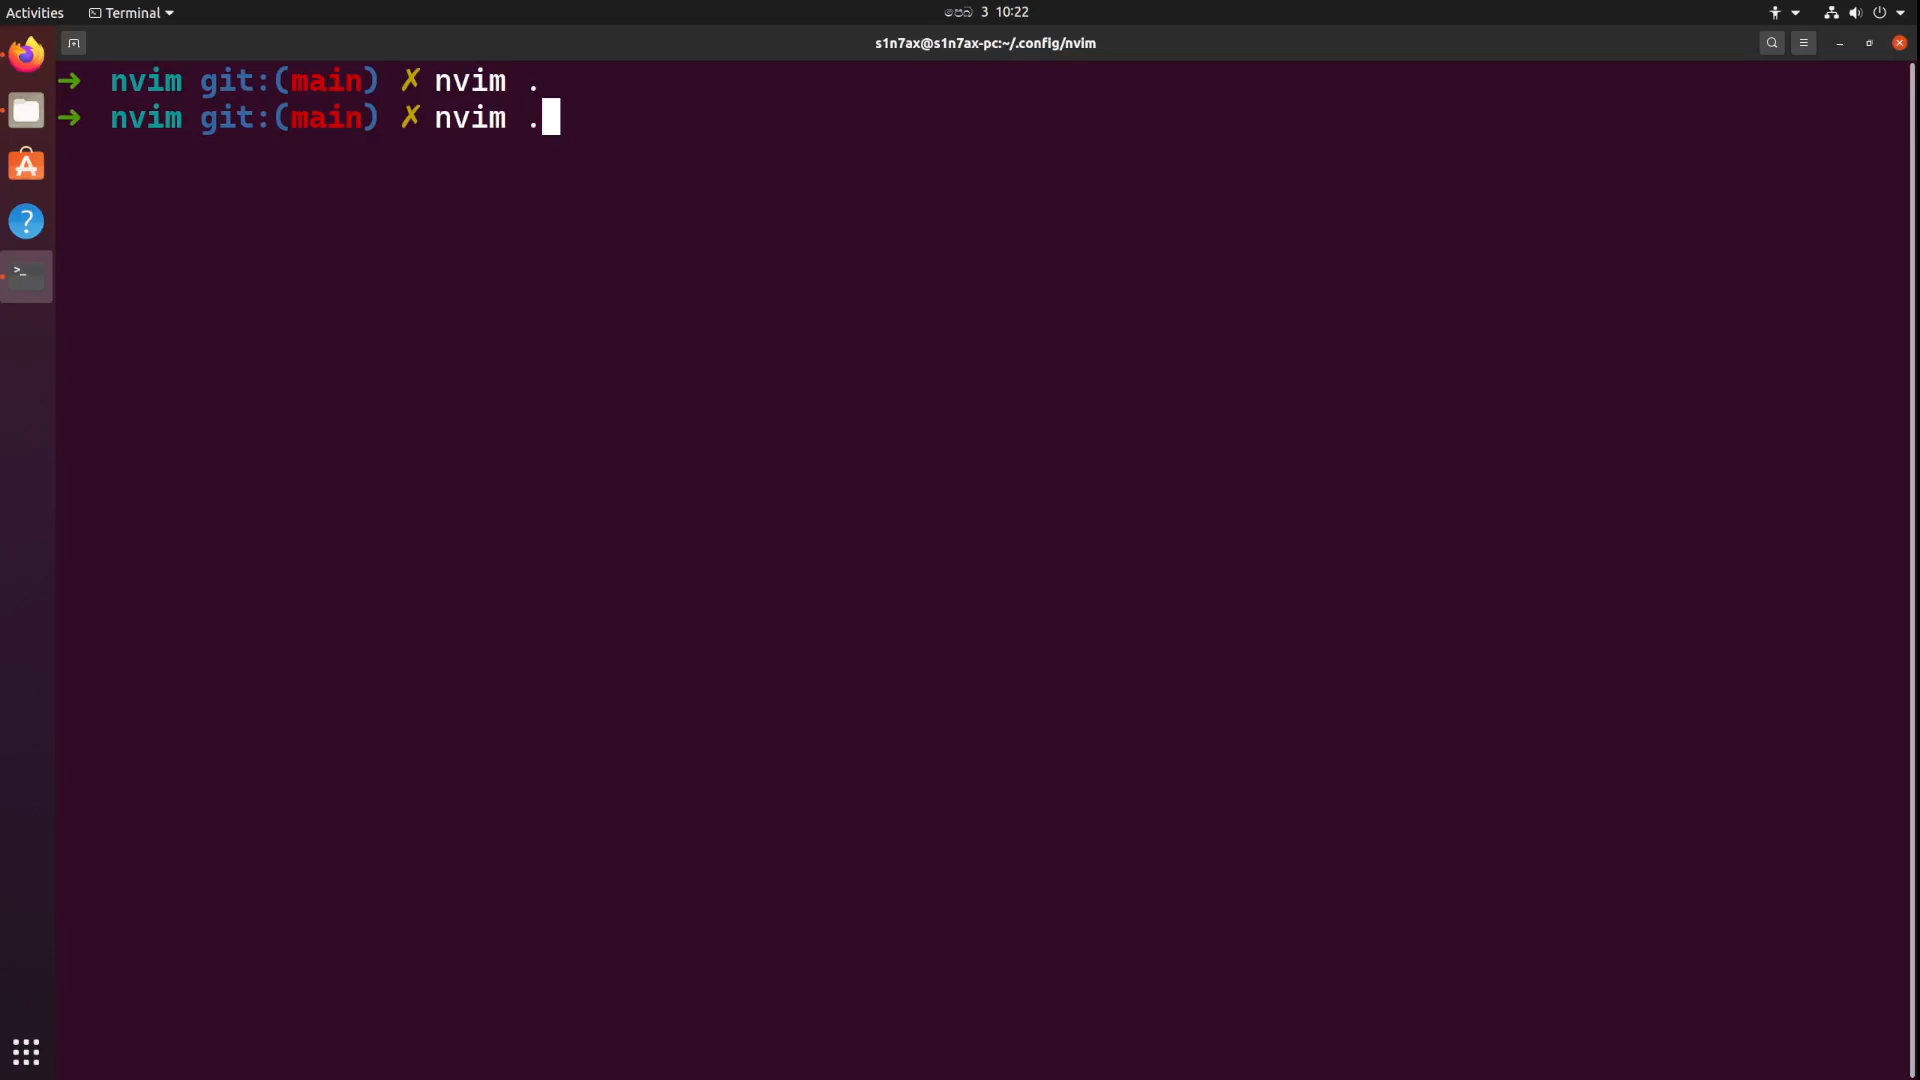 Activities Terminal පෙබ 3 10:22
s1n7ax@s1n7ax-pc:~/.config/nvim
➜ nvim git:(main) ✗ nvim .
➜ nvim git:(main) ✗ nvim .